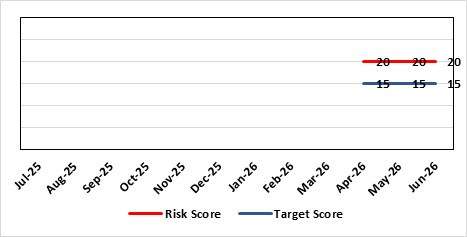 20 20 20
15 15 15
Jul-25 Aug-25 Sep-25 Oct-25 Nov-25 Dec-25 Jan-26 Feb-26 Mar-26 Apr-26 May-26 Jun-26
Risk Score Target Score